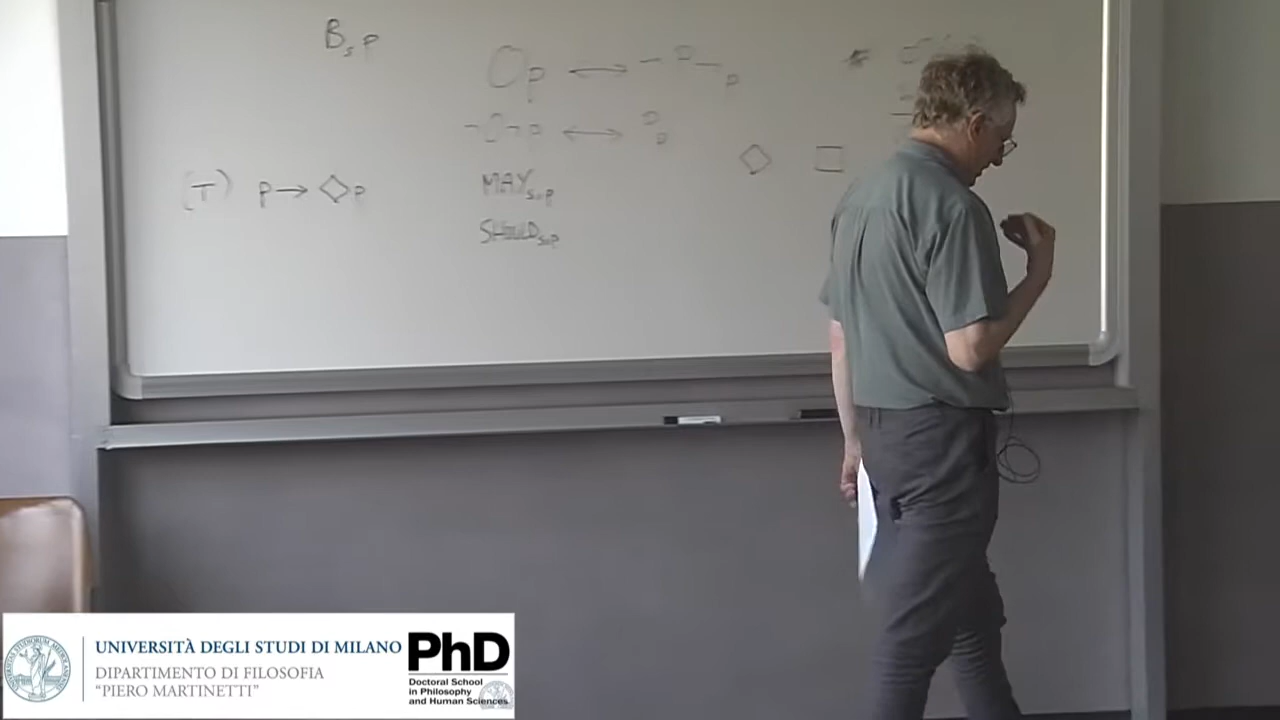 B_s p
Op ↔ ¬P¬p
¬O¬p ↔ Pp
◇ □
(T) p → ◇p
MAY_s
SHOULD_s
UNIVERSITÀ DEGLI STUDI DI MILANO
DIPARTIMENTO DI FILOSOFIA
"PIERO MARTINETTI"
PhD
Doctoral School
in Philosophy
and Human Sciences